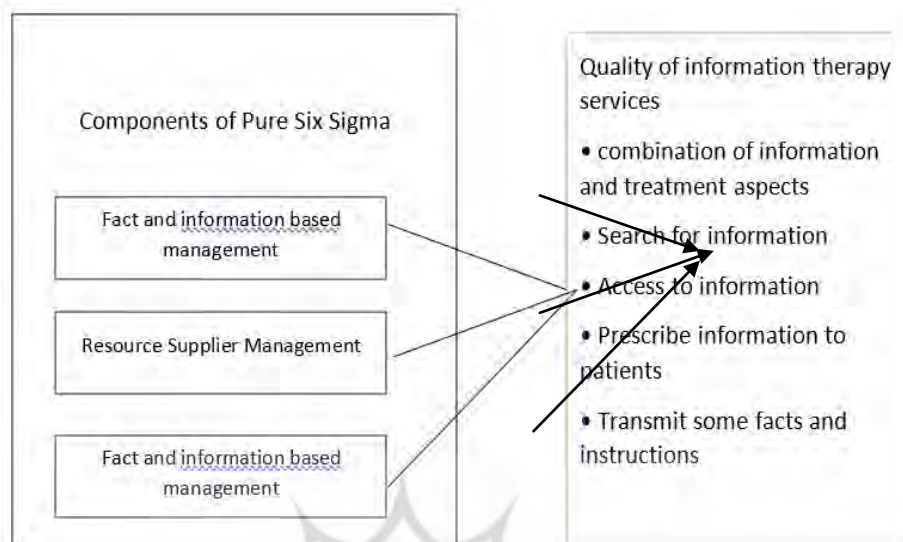 Components of Pure Six Sigma
Fact and information based
management
Resource Supplier Management
Fact and information based
management
Quality of information therapy
services
• combination of information
and treatment aspects
• Search for information
• Access to information
• Prescribe information to
patients
• Transmit some facts and
instructions